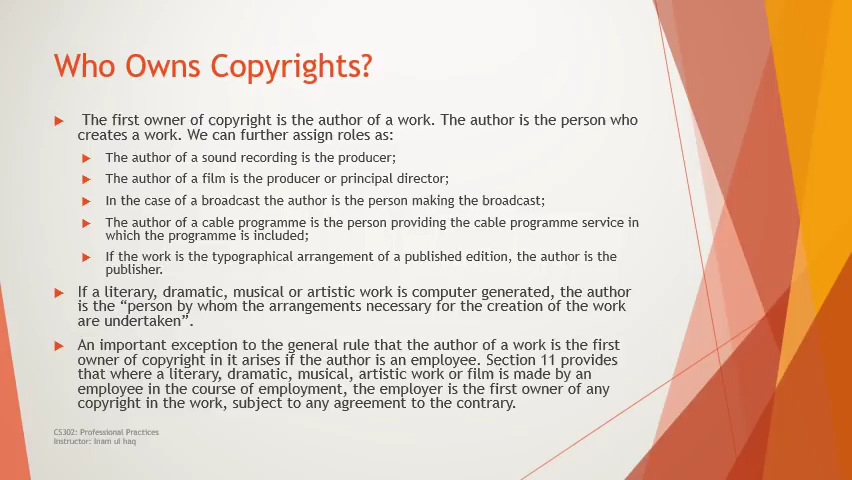 Who Owns Copyrights?
The first owner of copyright is the author of a work. The author is the person who
creates a work. We can further assign roles as:
The author of a sound recording is the producer;
The author of a film is the producer or principal director;
In the case of a broadcast the author is the person making the broadcast;
The author of a cable programme is the person providing the cable programme service in
which the programme is included;
If the work is the typographical arrangement of a published edition, the author is the
publisher.
If a literary, dramatic, musical or artistic work is computer generated, the author
is the “person by whom the arrangements necessary for the creation of the work
are undertaken”.
An important exception to the general rule that the author of a work is the first
owner of copyright in it arises if the author is an employee. Section 11 provides
that where a literary, dramatic, musical, artistic work or film is made by an
employee in the course of employment, the employer is the first owner of any
copyright in the work, subject to any agreement to the contrary.
CS302: Professional Practices
Instructor: Inam ul haq